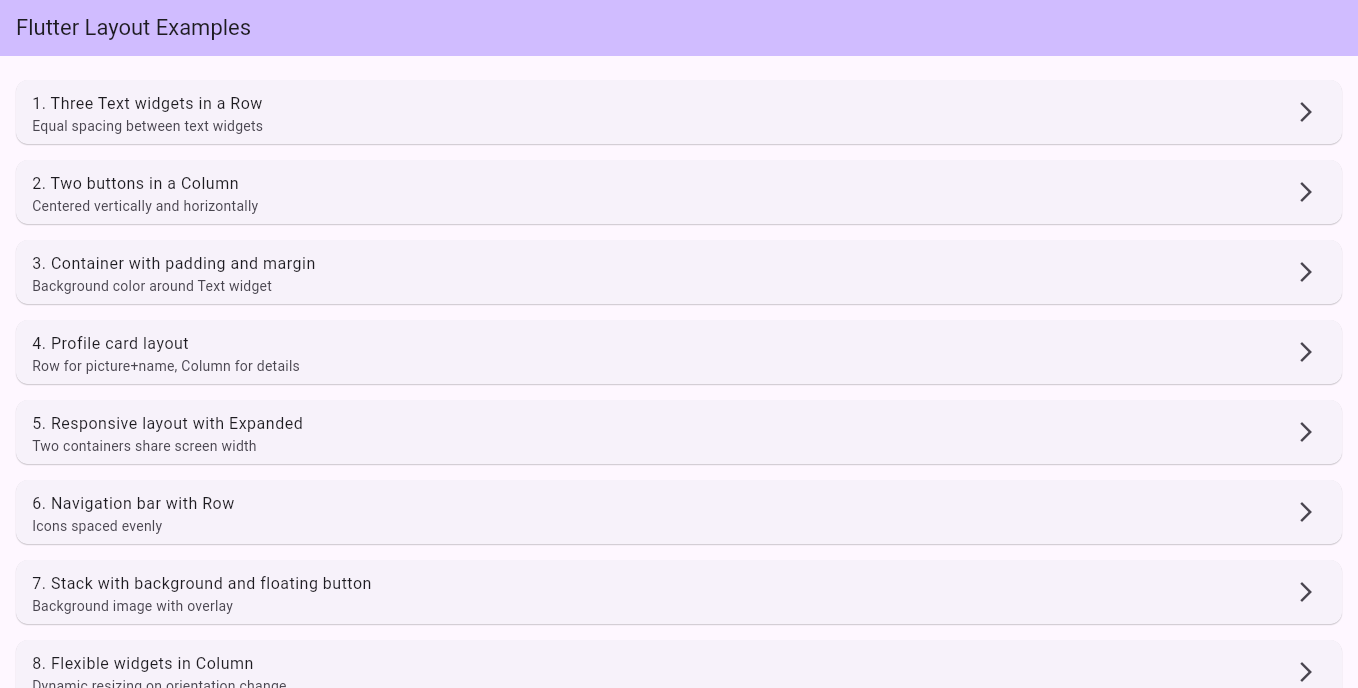 Flutter Layout Examples
1. Three Text widgets in a Row
Equal spacing between text widgets
2. Two buttons in a Column
Centered vertically and horizontally
3. Container with padding and margin
Background color around Text widget
4. Profile card layout
Row for picture+name, Column for details
5. Responsive layout with Expanded
Two containers share screen width
6. Navigation bar with Row
Icons spaced evenly
7. Stack with background and floating button
Background image with overlay
8. Flexible widgets in Column
Dynamic resizing on orientation change